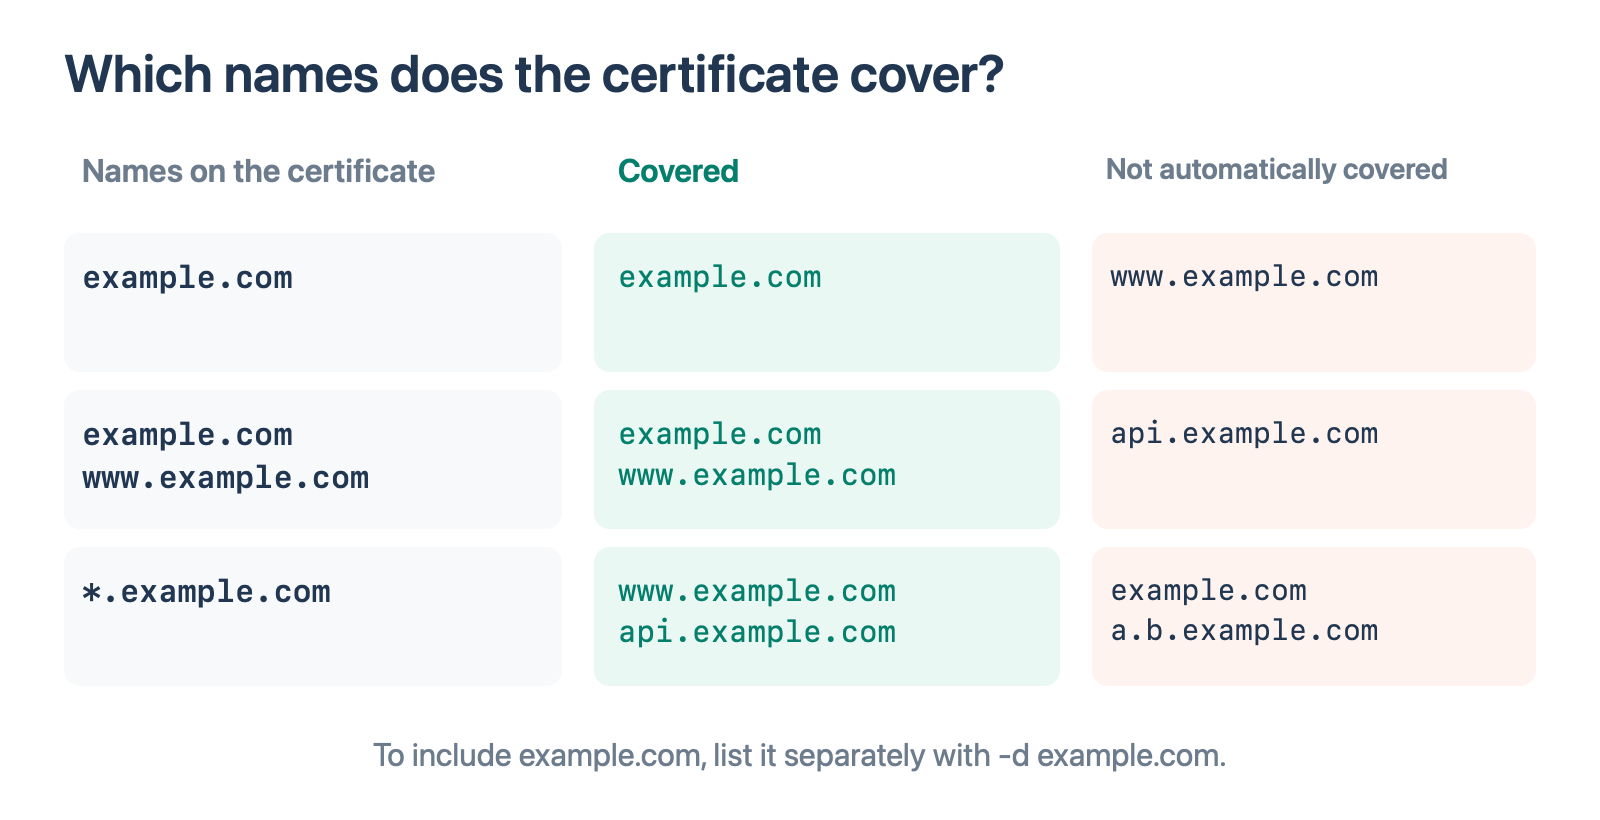 Which names does the certificate cover?
Names on the certificate
Covered
Not automatically covered
example.com
example.com
www.example.com
example.com
www.example.com
example.com
www.example.com
api.example.com
*.example.com
www.example.com
api.example.com
example.com
a.b.example.com
To include example.com, list it separately with -d example.com.